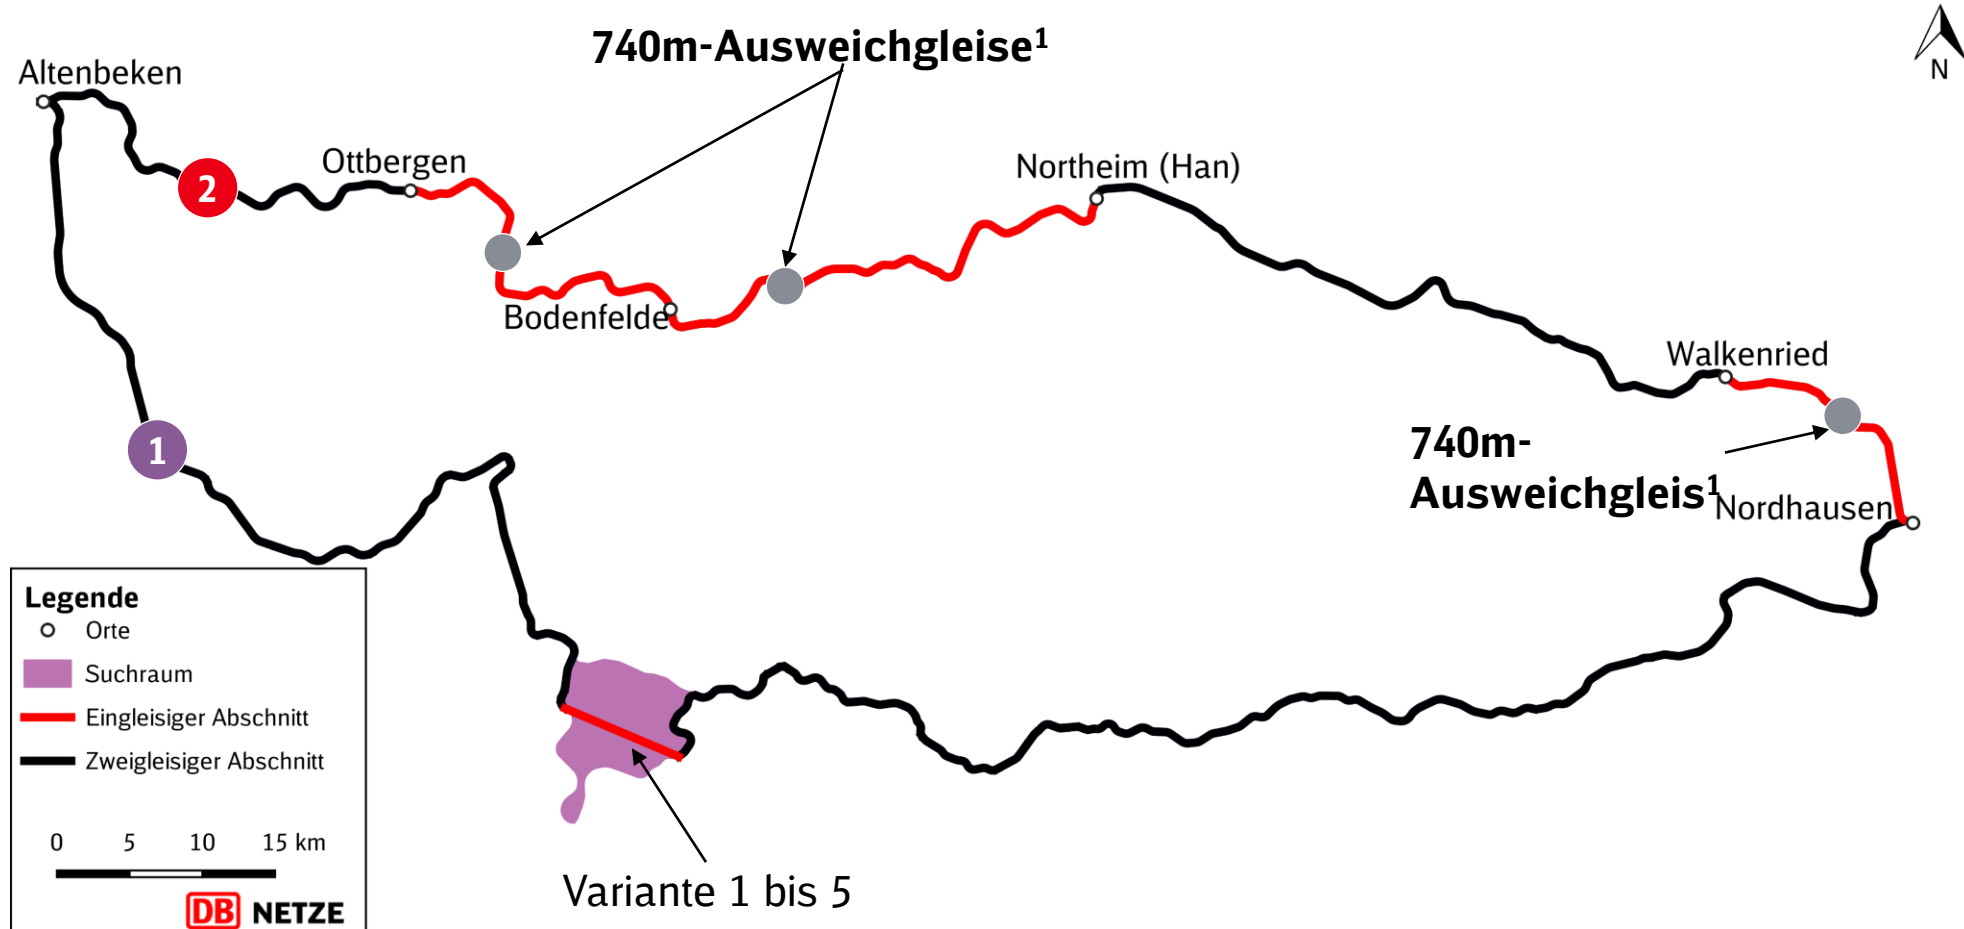 740m-Ausweichgleise¹
N
Altenbeken
Ottbergen
Northeim (Han)
2
Bodenfelde
Walkenried
1
740m-
Ausweichgleis¹
Nordhausen
Legende
Orte
Suchraum
Eingleisiger Abschnitt
Zweigleisiger Abschnitt
0 5 10 15 km
DB NETZE
Variante 1 bis 5